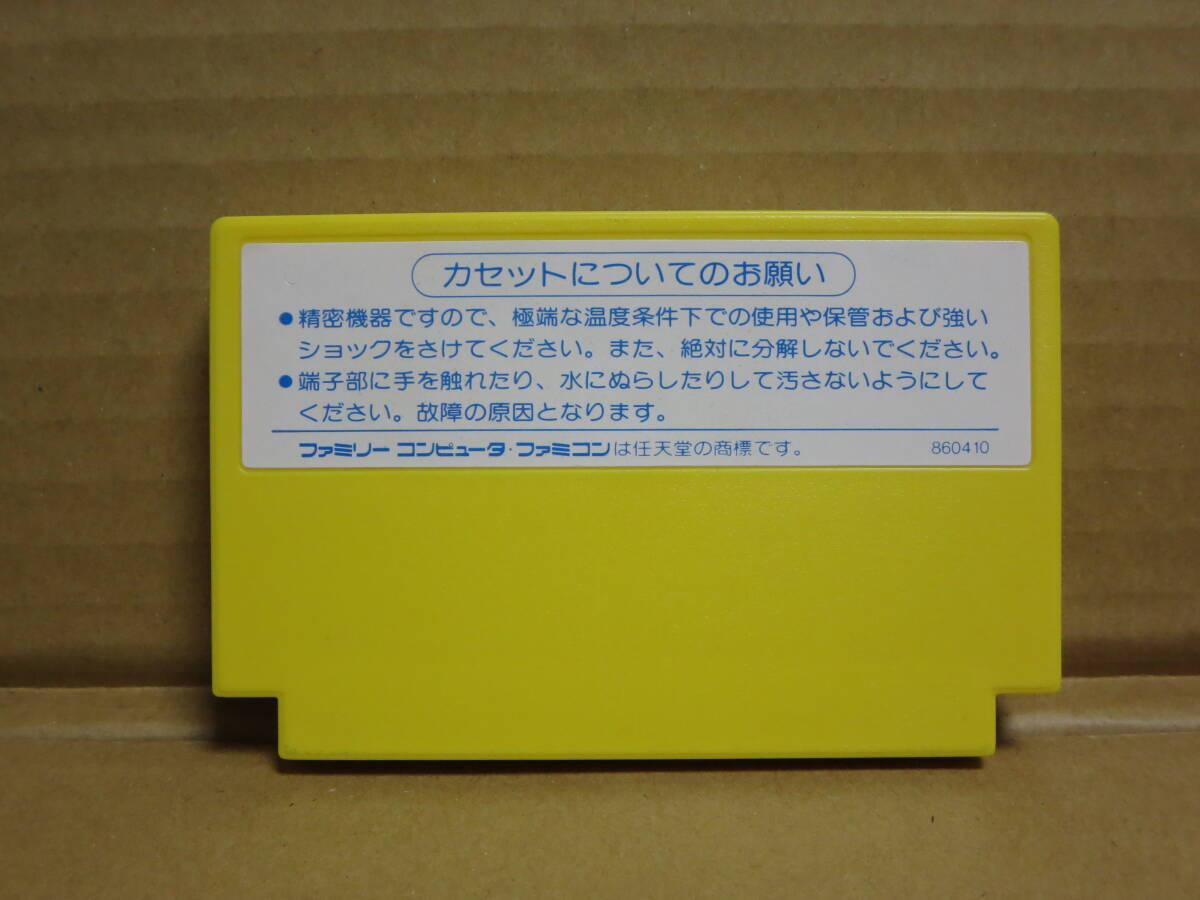 カセットについてのお願い
●精密機器ですので、極端な温度条件下での使用や保管および強い
ショックをさけてください。また、絶対に分解しないでください。
●端子部に手を触れたり、水にぬらしたりして汚さないようにして
ください。故障の原因となります。
ファミリー コンピュータ・ファミコンは任天堂の商標です。 860410